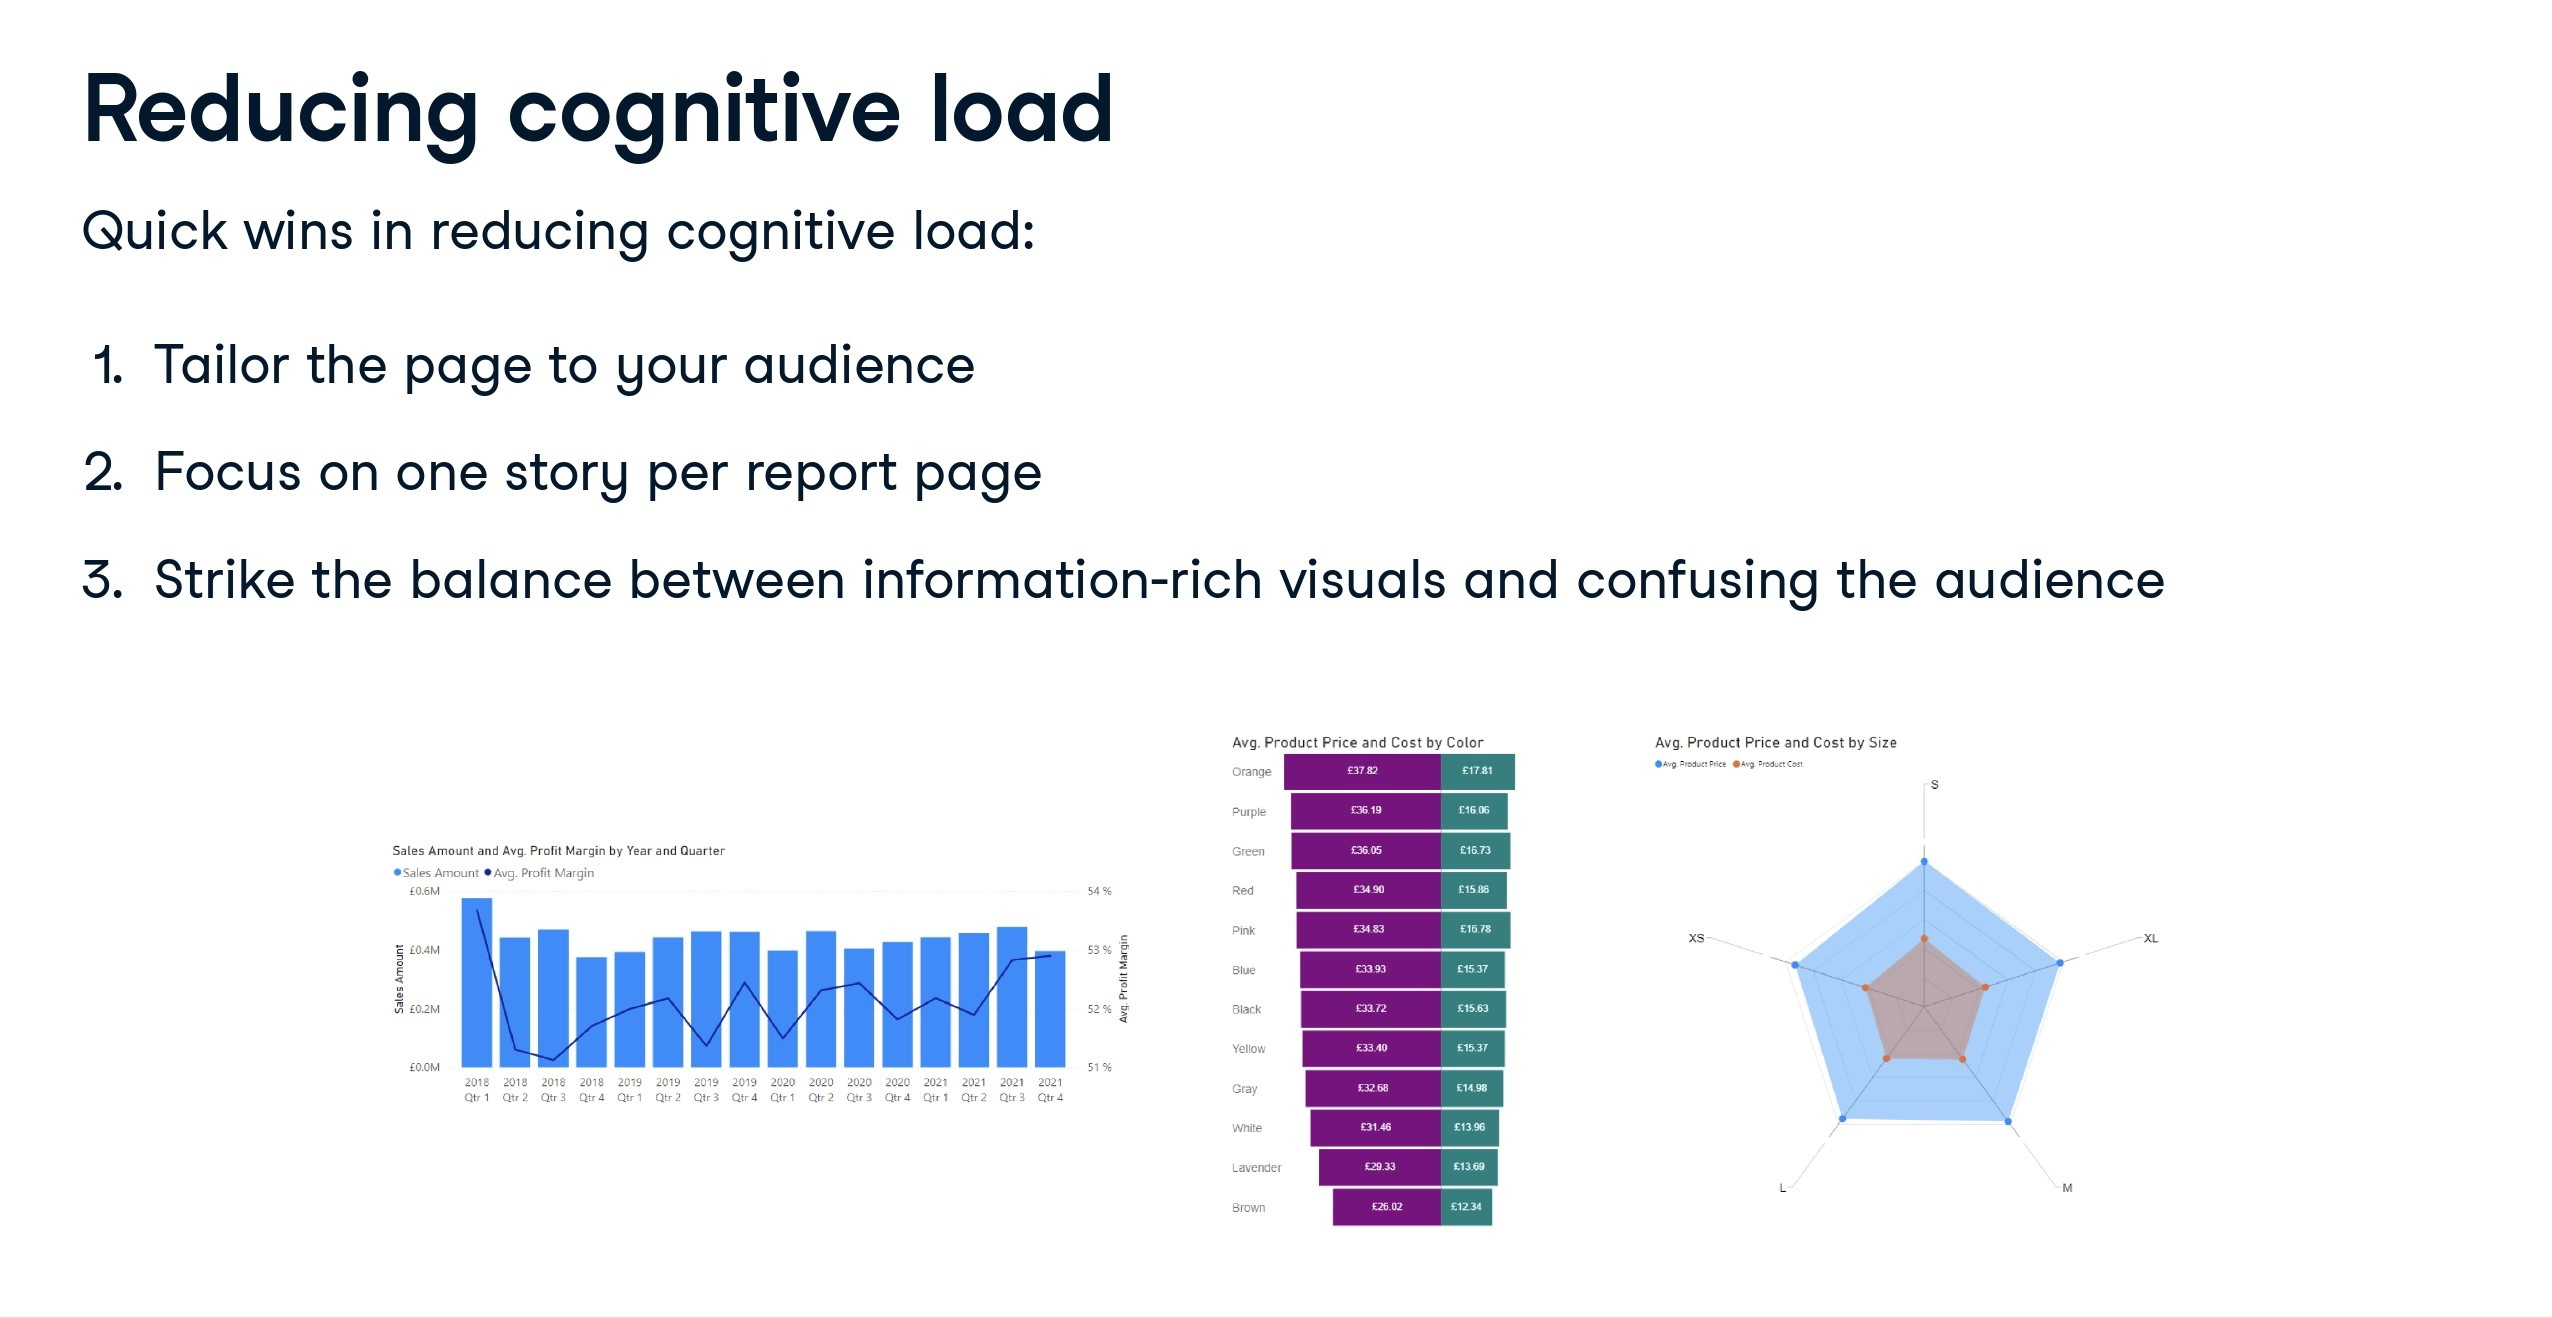 Reducing cognitive load
Quick wins in reducing cognitive load:
1. Tailor the page to your audience
2. Focus on one story per report page
3. Strike the balance between information-rich visuals and confusing the audience
Sales Amount and Avg. Profit Margin by Year and Quarter
Sales Amount Avg. Profit Margin
£0.6M
£0.4M
£0.2M
£0.0M
Sales Amount
54 %
53 %
52 %
51 %
Avg. Profit Margin
2018 2018 2018 2018 2019 2019 2019 2019 2020 2020 2020 2020 2021 2021 2021 2021
Qtr 1 Qtr 2 Qtr 3 Qtr 4 Qtr 1 Qtr 2 Qtr 3 Qtr 4 Qtr 1 Qtr 2 Qtr 3 Qtr 4 Qtr 1 Qtr 2 Qtr 3 Qtr 4
Avg. Product Price and Cost by Color
Orange £37.82 £17.81
Purple £36.19 £16.06
Green £36.05 £16.73
Red £34.90 £15.86
Pink £34.83 £16.78
Blue £33.93 £15.37
Black £33.72 £15.63
Yellow £33.40 £15.37
Gray £32.68 £14.98
White £31.46 £13.96
Lavender £29.33 £13.69
Brown £26.02 £12.34
Avg. Product Price and Cost by Size
Avg. Product Price Avg. Product Cost
S
XS
XL
L
M